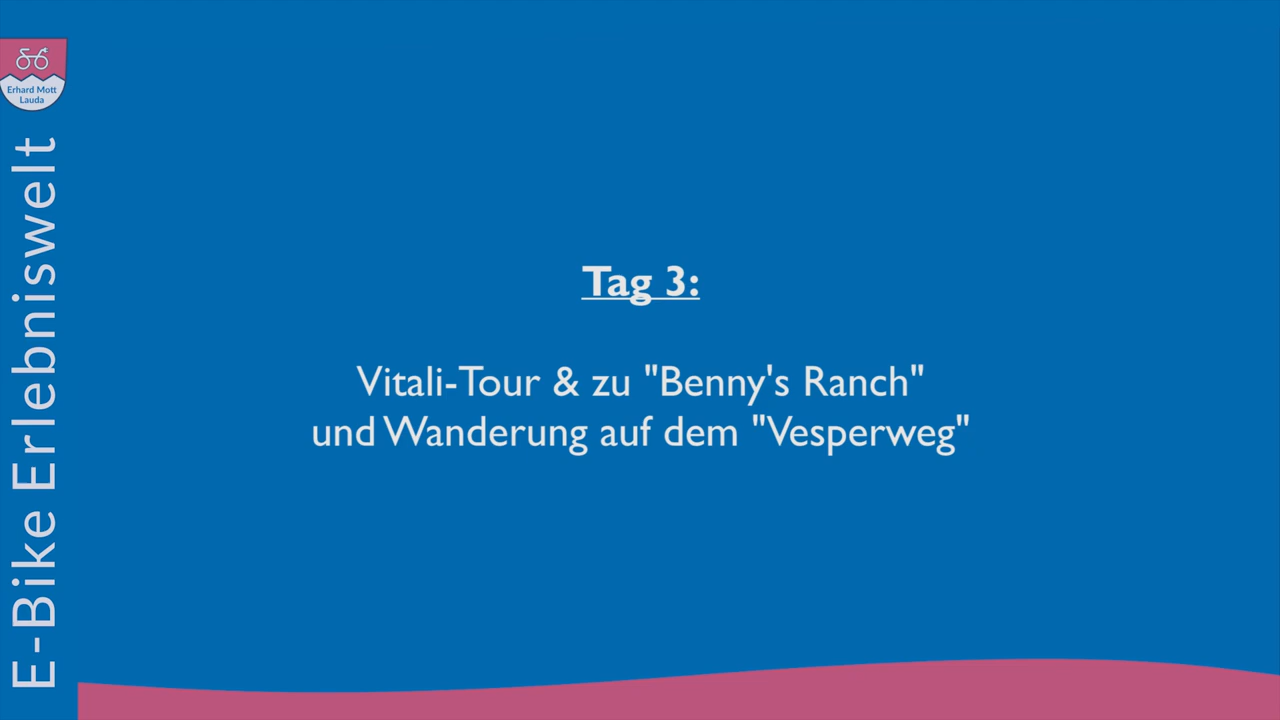 Erhard Mott
Lauda
E-Bike Erlebniswelt
Tag 3:
Vitali-Tour & zu "Benny's Ranch"
und Wanderung auf dem "Vesperweg"